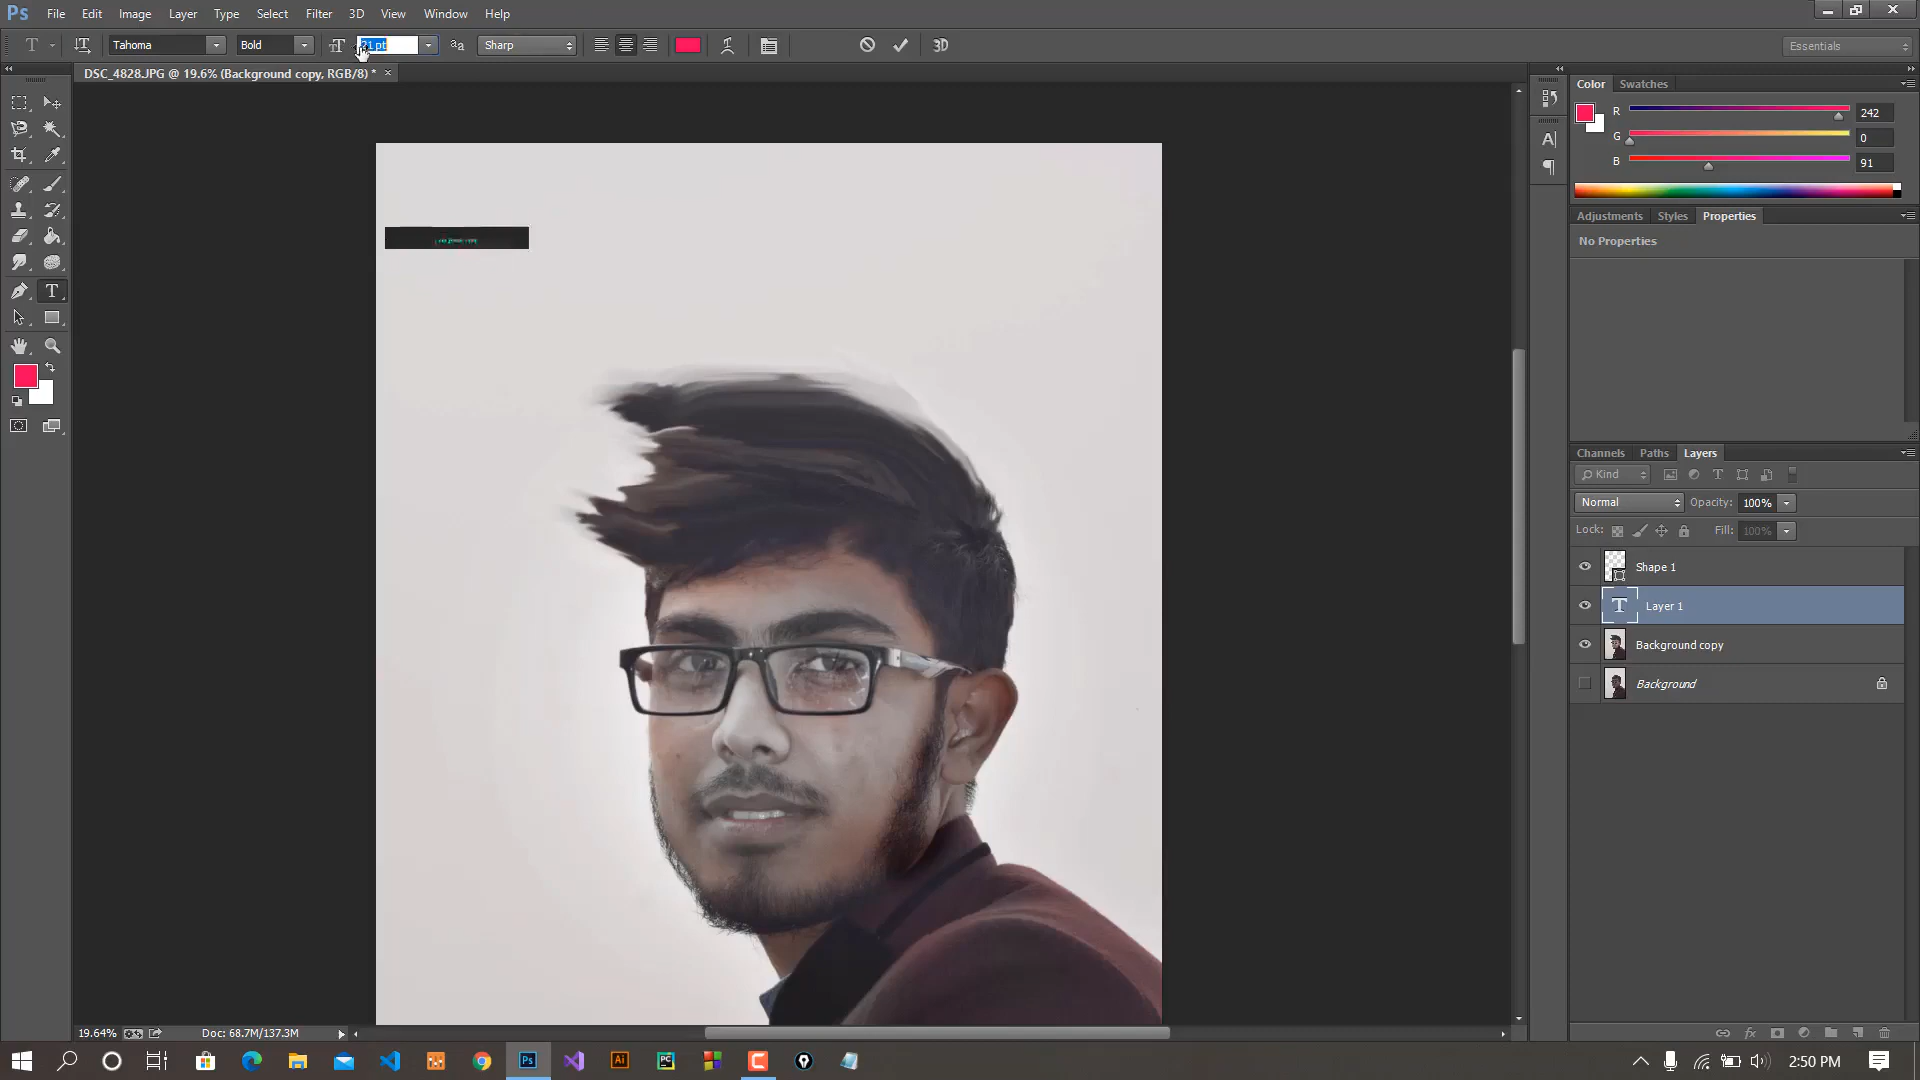 Ps File Edit Image Layer Type Select Filter 3D View Window Help
Tahoma Bold 21 pt Sharp 3D Essentials
DSC_4828.JPG @ 19.6% (Background copy, RGB/8) *
Color Swatches
R 242
G 0
B 91
Adjustments Styles Properties
No Properties
Channels Paths Layers
Kind
Normal Opacity: 100%
Lock: Fill: 100%
Shape 1
Layer 1
Background copy
Background
19.64% Doc: 68.7M/137.3M
2:50 PM